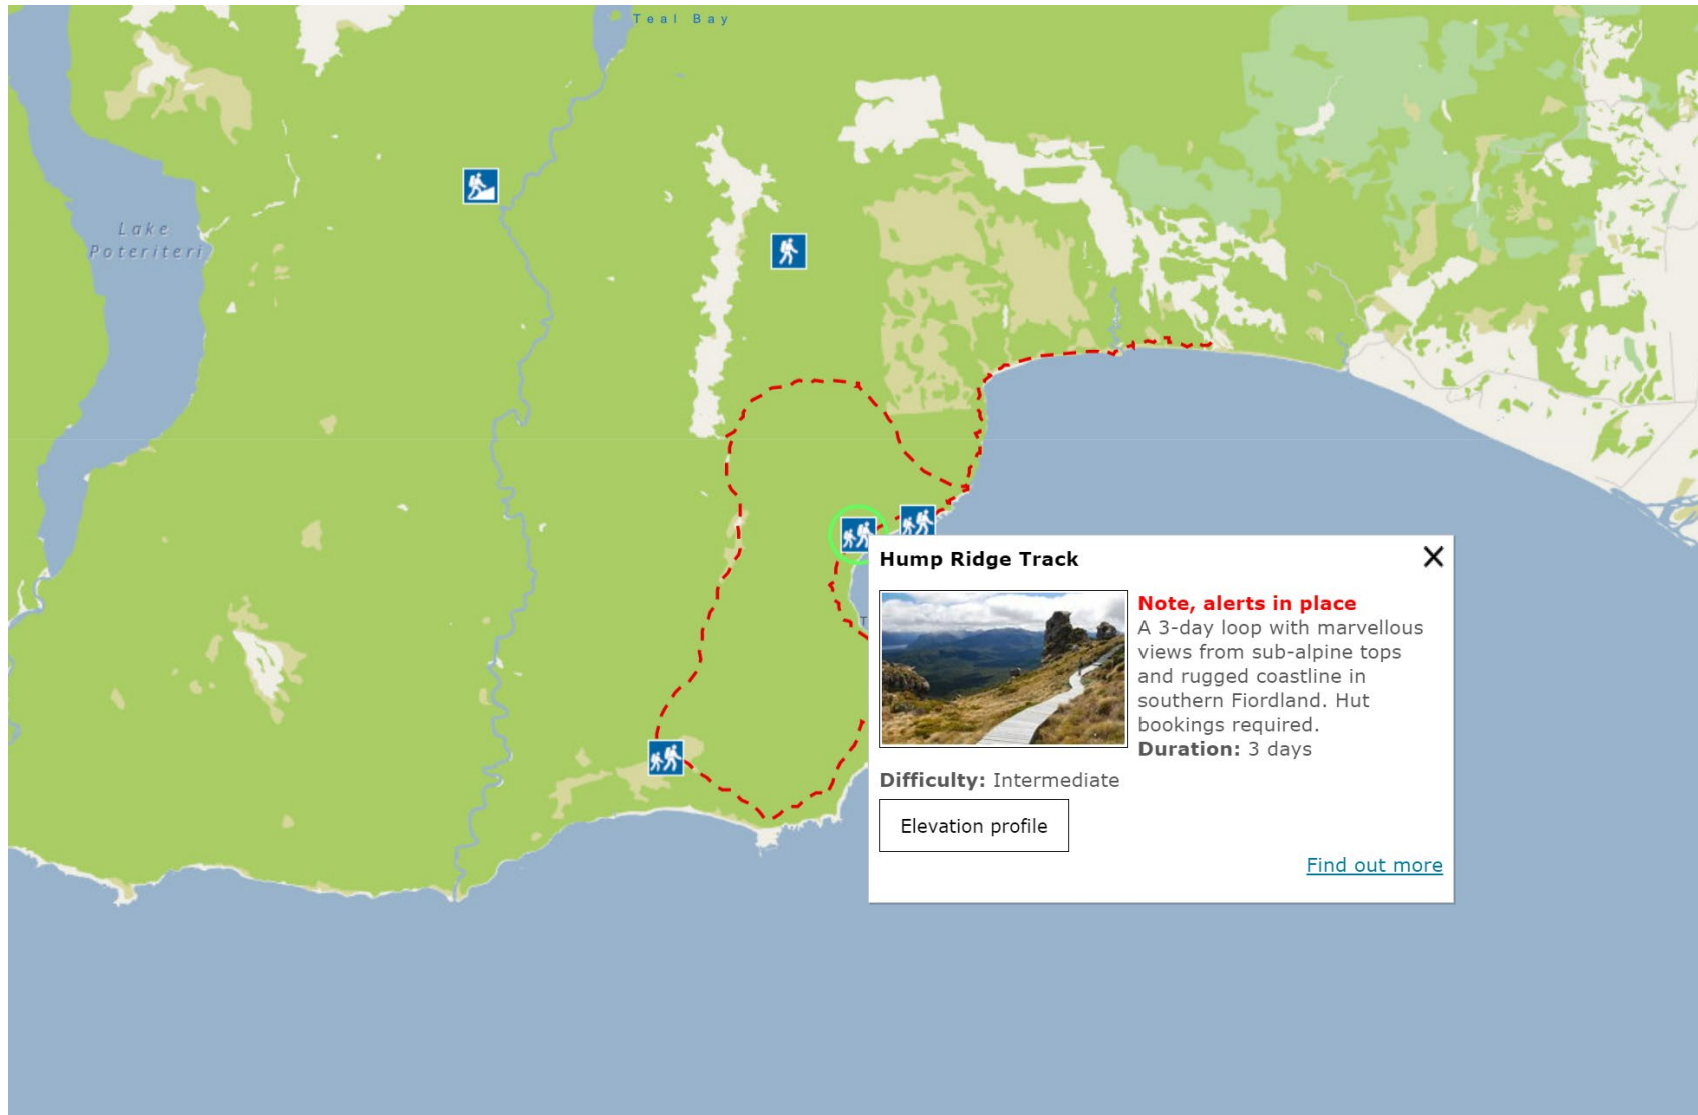 Teal Bay
Lake
Poteriteri
T
Hump Ridge Track
Note, alerts in place
A 3-day loop with marvellous
views from sub-alpine tops
and rugged coastline in
southern Fiordland. Hut
bookings required.
Duration: 3 days
Difficulty: Intermediate
Elevation profile
Find out more